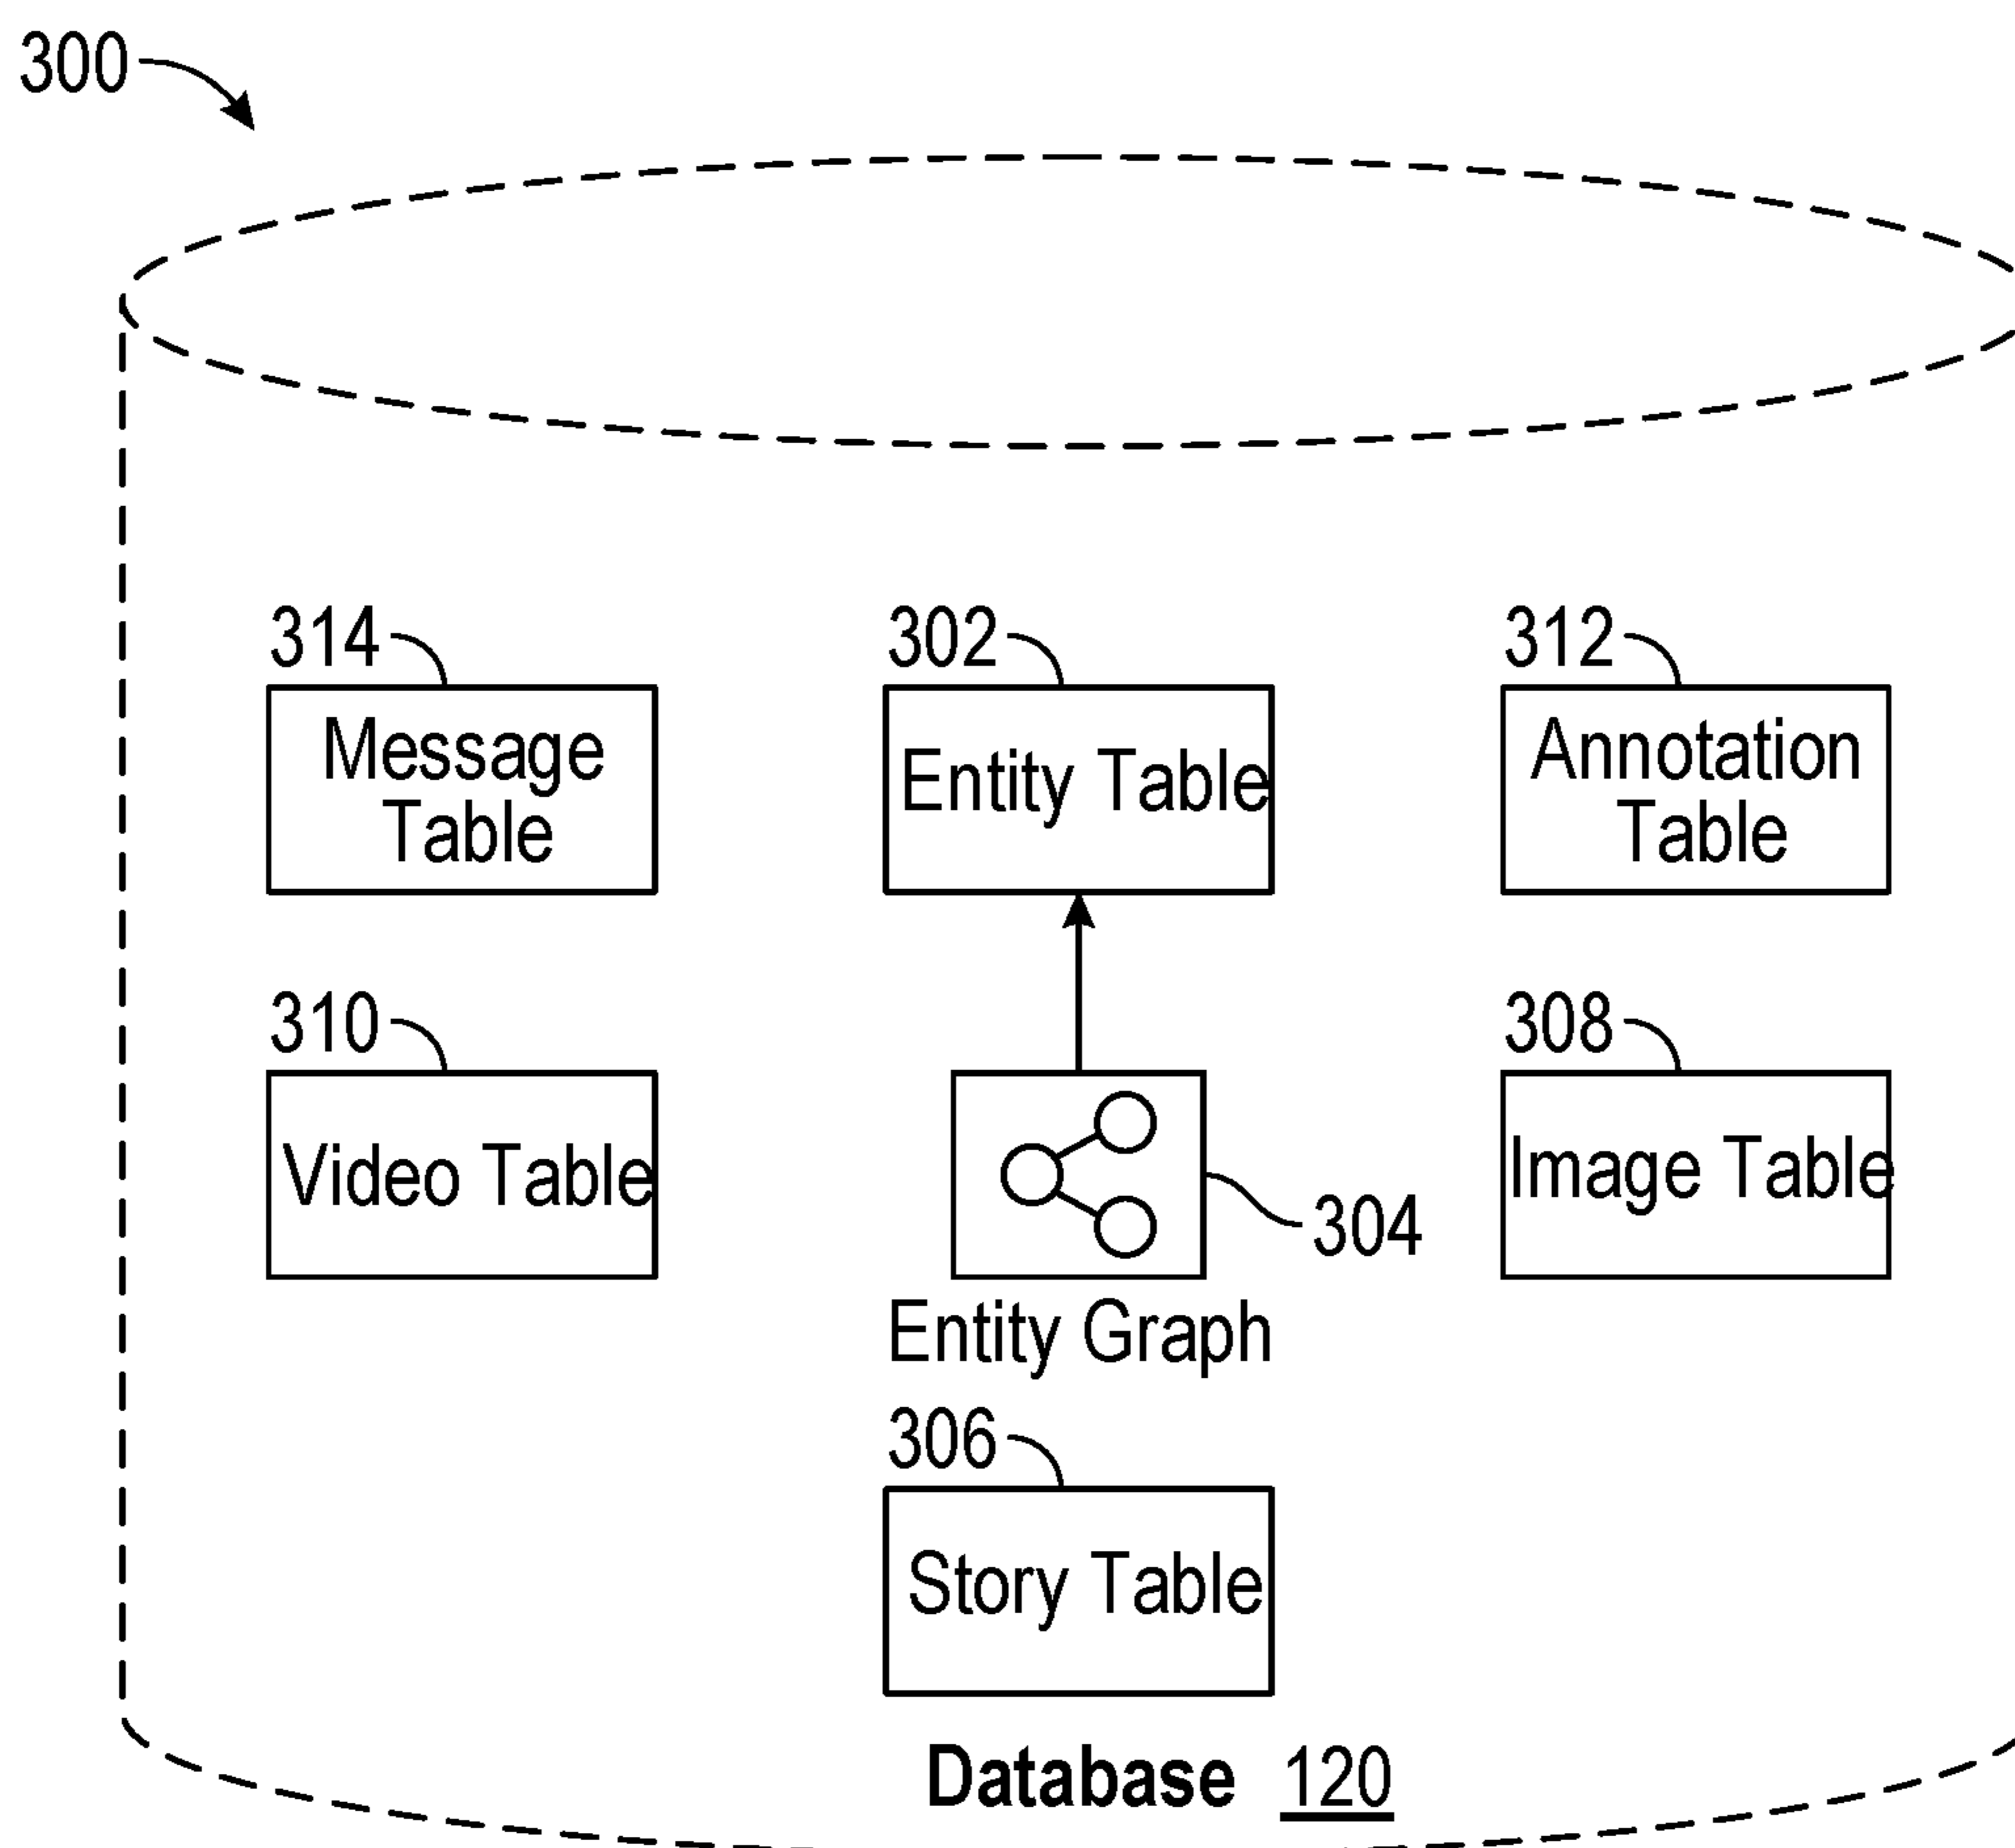 300
314
302
312
Message
Table
Entity Table
Annotation
Table
310
308
Video Table
Image Table
304
Entity Graph
306
Story Table
Database 120